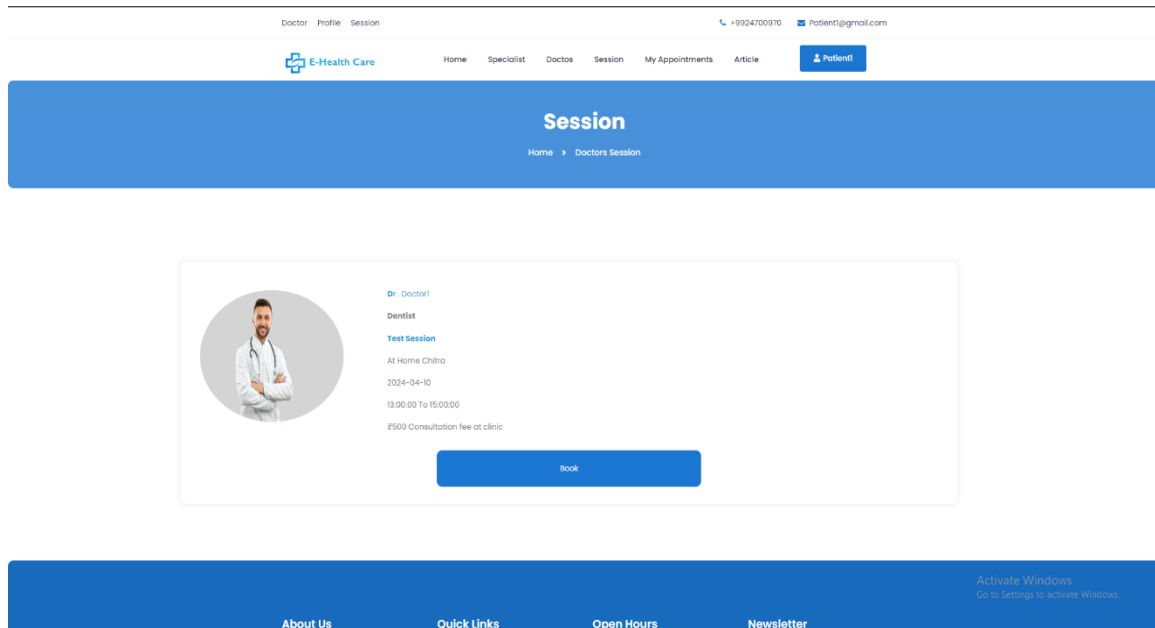 Doctor Profile Session +9924700970 Patient1@gmail.com
E-Health Care Home Specialist Doctos Session My Appointments Article Patient1
Session
Home > Doctors Session
Dr . Doctor1
Dentist
Test Session
At Home Chitra
2024-04-10
13:00:00 To 15:00:00
₹500 Consultation fee at clinic
Book
Activate Windows
Go to Settings to activate Windows.
About Us Quick Links Open Hours Newsletter